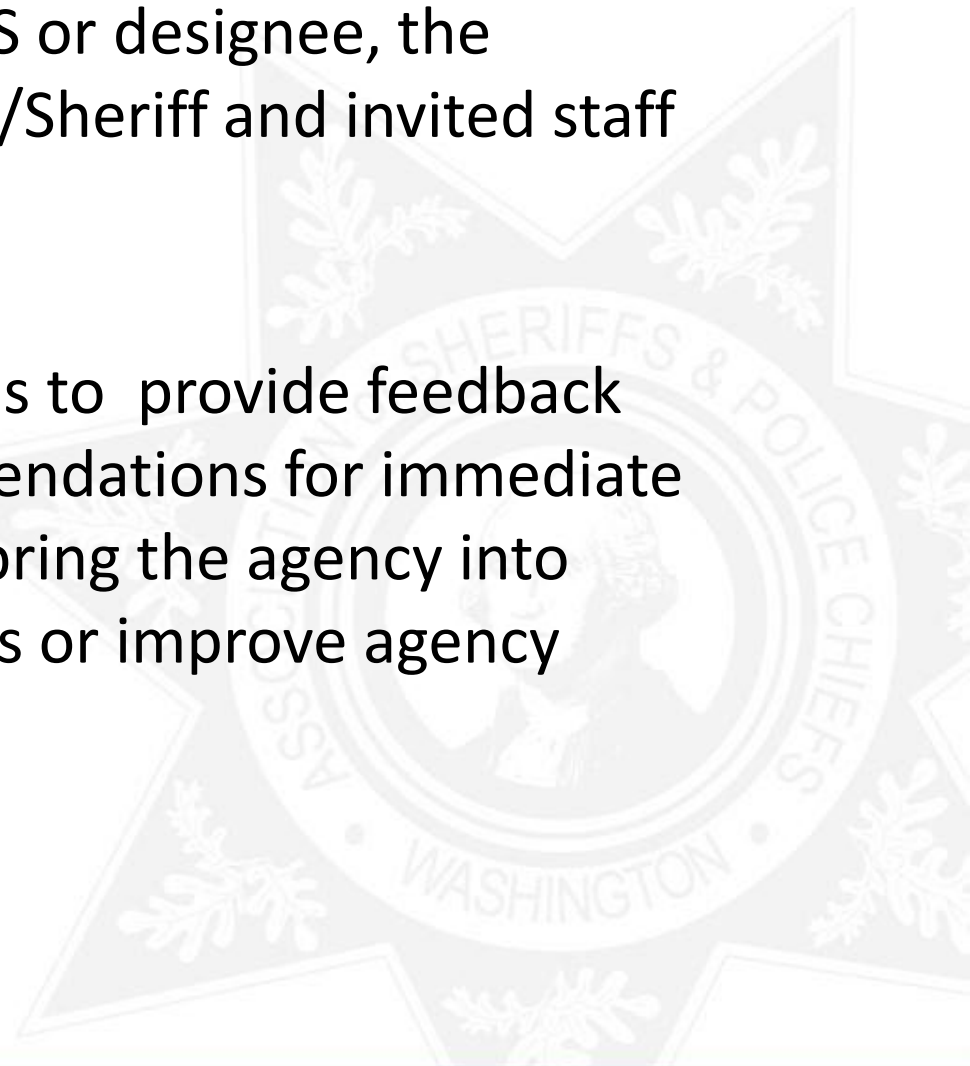 S or designee, the
/Sheriff and invited staff
s to  provide feedback
endations for immediate
bring the agency into
s or improve agency
ASSOCIATION SHERIFFS & POLICE CHIEFS
• WASHINGTON •